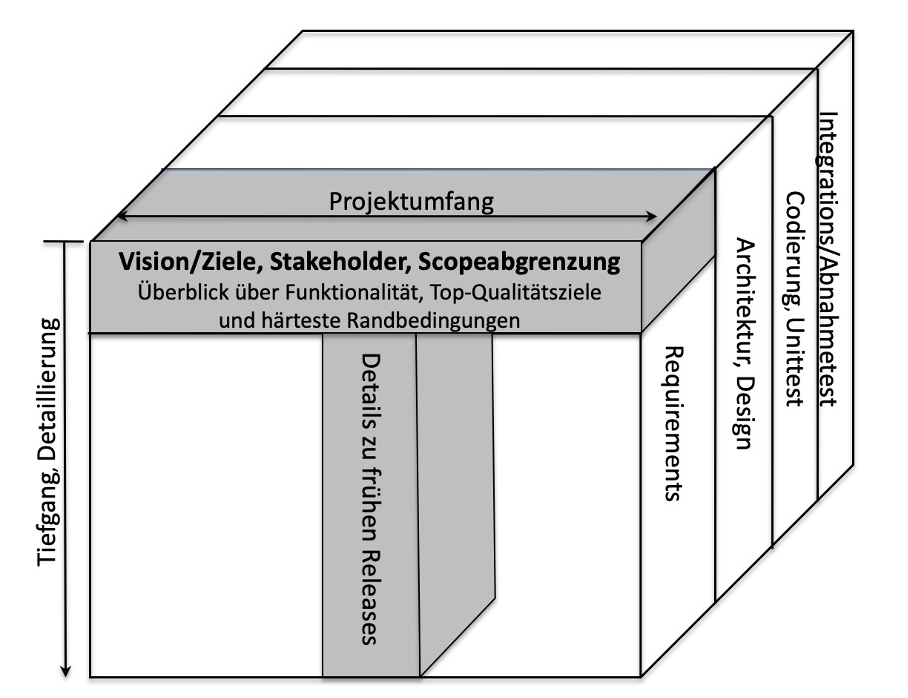 Projektumfang
Vision/Ziele, Stakeholder, Scopeabgrenzung
Überblick über Funktionalität, Top-Qualitätsziele
und härteste Randbedingungen
Tiefgang, Detaillierung
Details zu frühen Releases
Requirements
Architektur, Design
Codierung, Unittest
Integrations/Abnahmetest